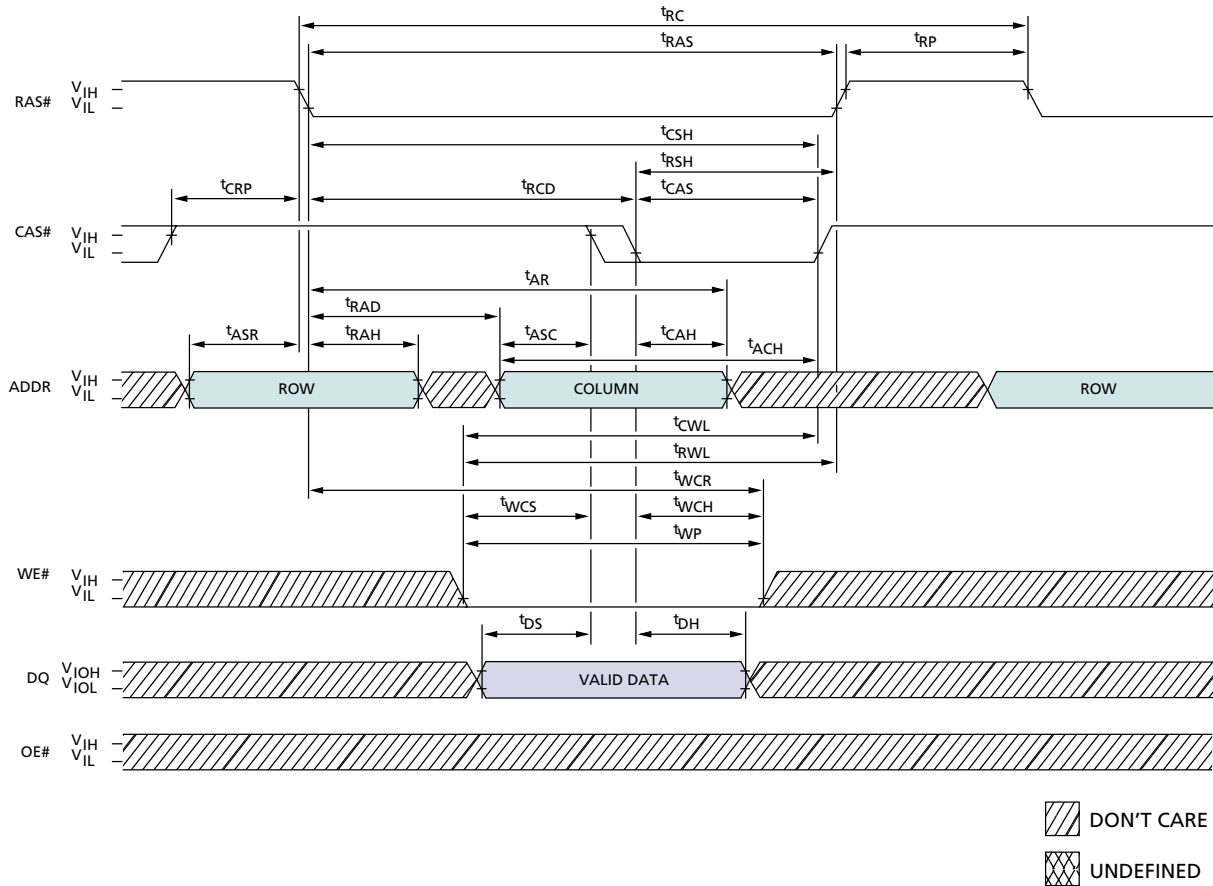 tRC
tRAS
tRP
RAS#
VIH
VIL
tCSH
tRSH
tCRP
tRCD
tCAS
CAS#
VIH
VIL
tAR
tRAD
tASR
tRAH
tASC
tCAH
tACH
ADDR
VIH
VIL
ROW
COLUMN
ROW
tCWL
tRWL
tWCR
tWCS
tWCH
tWP
WE#
VIH
VIL
tDS
tDH
DQ
VIOH
VIOL
VALID DATA
OE#
VIH
VIL
DON'T CARE
UNDEFINED